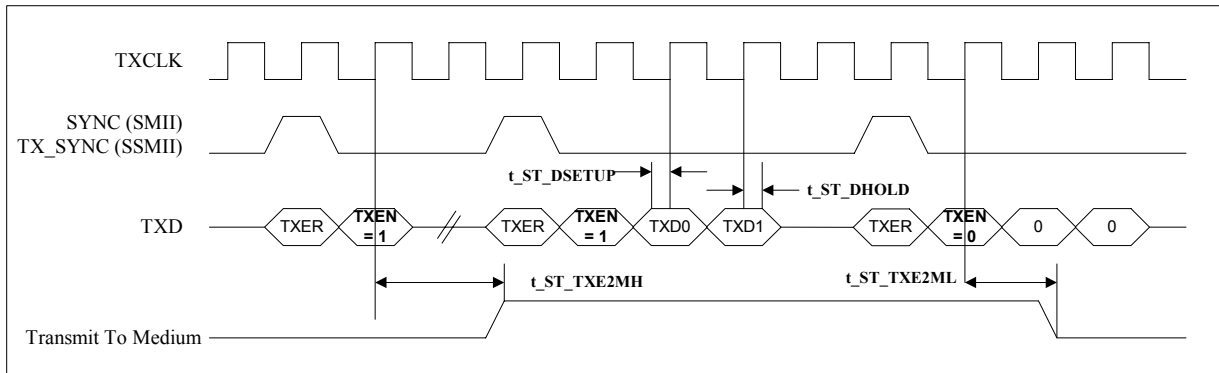 TXCLK
SYNC (SMII)
TX_SYNC (SSMII)
t_ST_DSETUP
t_ST_DHOLD
TXD
TXER
TXEN = 1
TXER
TXEN = 1
TXD0
TXD1
TXER
TXEN = 0
0
0
t_ST_TXE2MH
t_ST_TXE2ML
Transmit To Medium